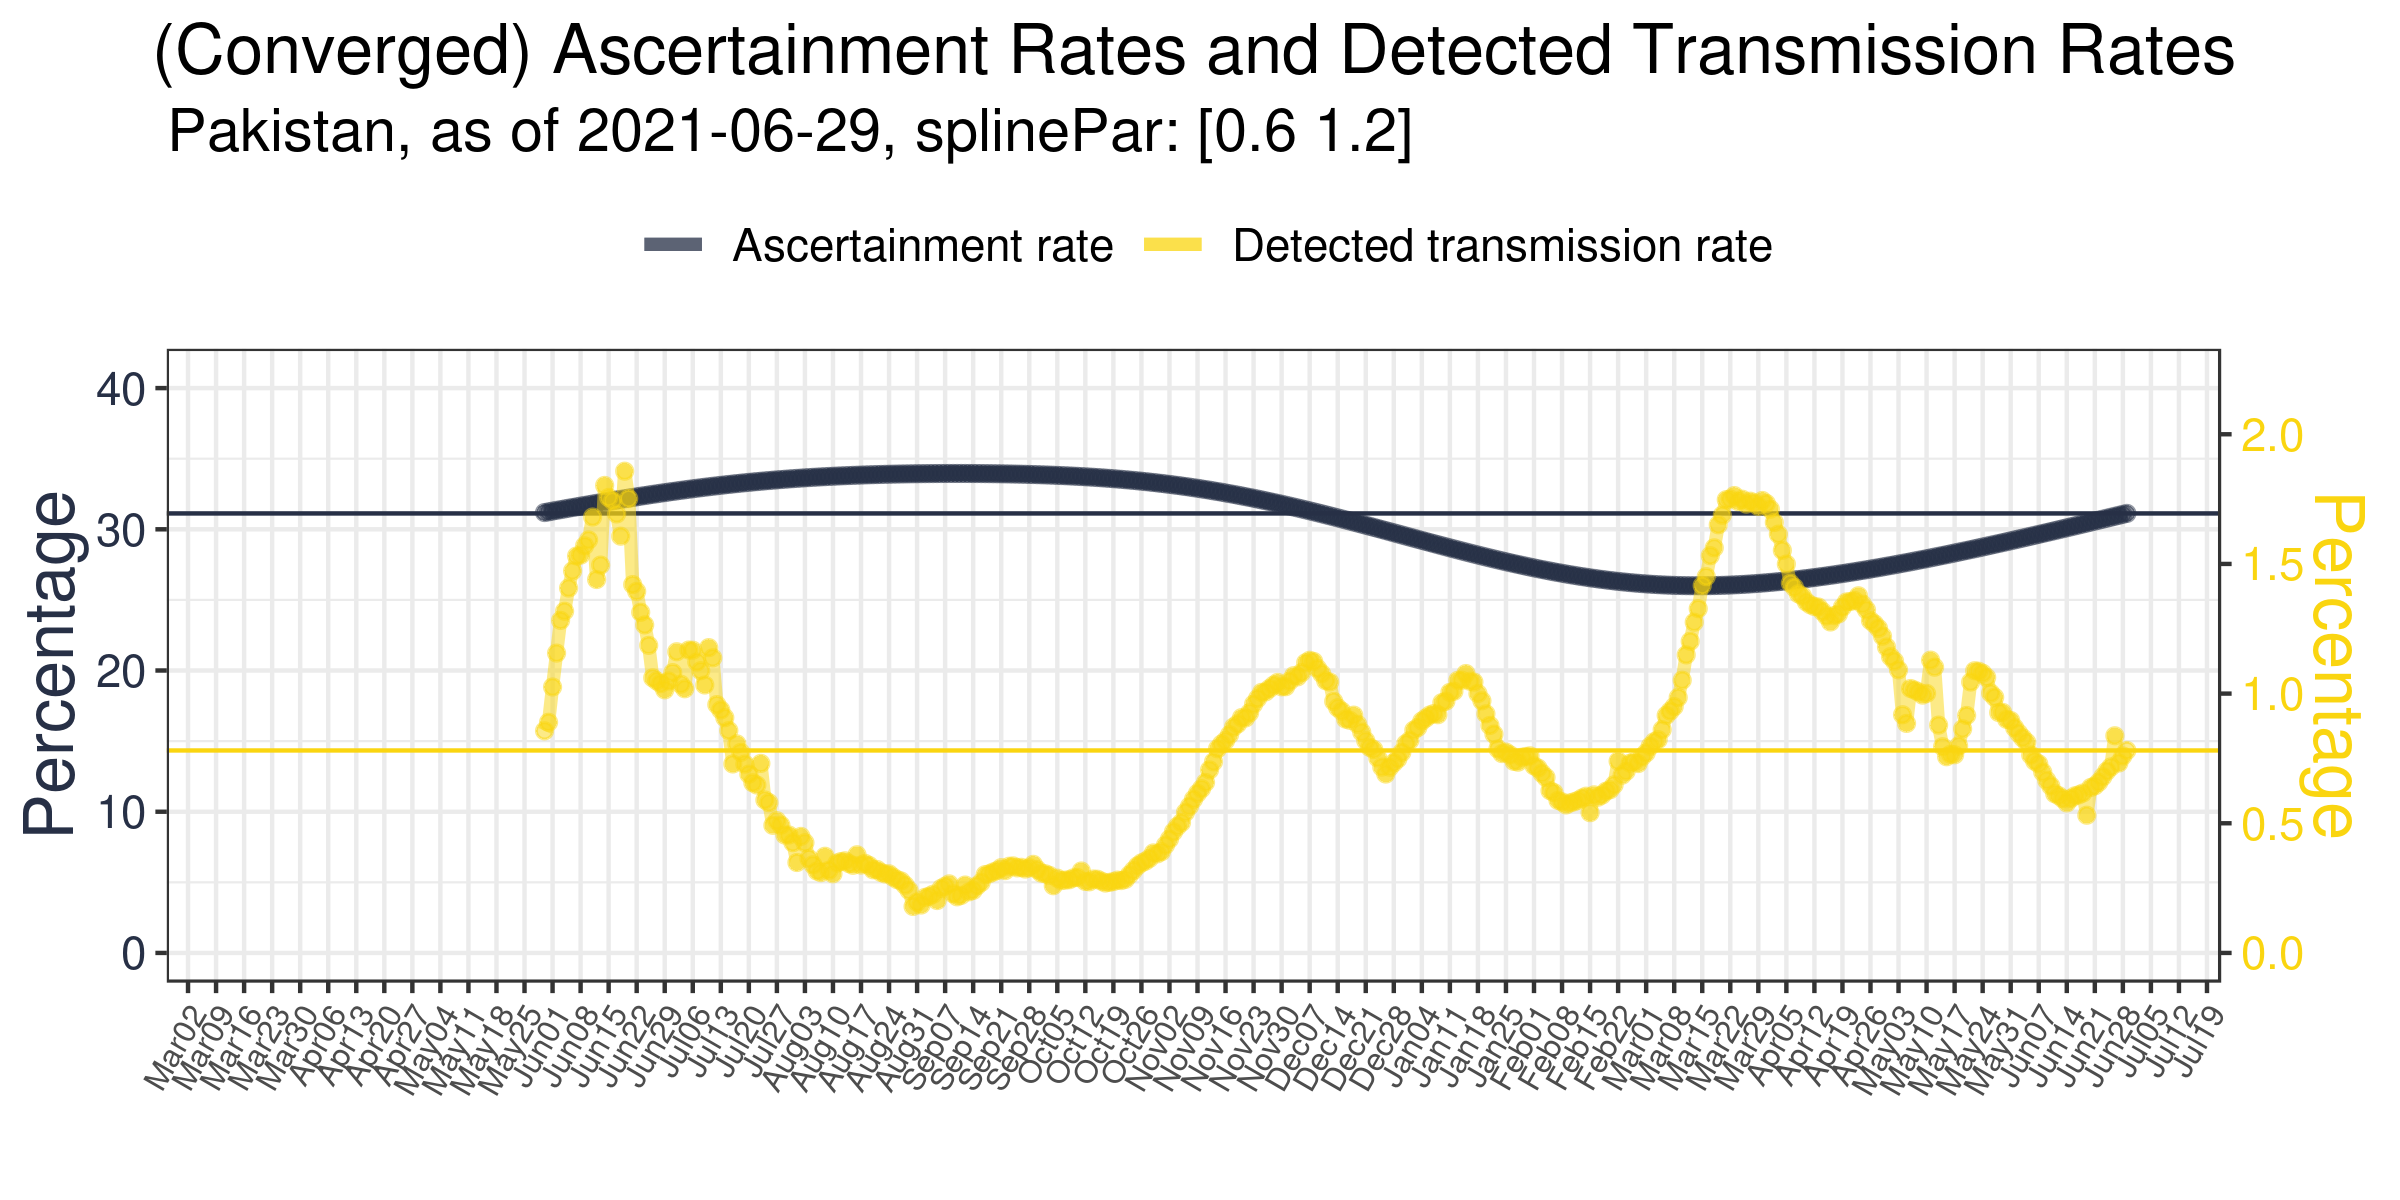 (Converged) Ascertainment Rates and Detected Transmission Rates
Pakistan, as of 2021-06-29, splinePar: [0.6 1.2]
Ascertainment rate
Detected transmission rate
Percentage
40
30
20
10
0
Percentage
2.0
1.5
1.0
0.5
0.0
Mar02
Mar09
Mar16
Mar23
Mar30
Apr06
Apr13
Apr20
Apr27
May04
May11
May18
May25
Jun01
Jun08
Jun15
Jun22
Jun29
Jul06
Jul13
Jul20
Jul27
Aug03
Aug10
Aug17
Aug24
Aug31
Sep07
Sep14
Sep21
Sep28
Oct05
Oct12
Oct19
Oct26
Nov02
Nov09
Nov16
Nov23
Nov30
Dec07
Dec14
Dec21
Dec28
Jan04
Jan11
Jan18
Jan25
Feb01
Feb08
Feb15
Feb22
Mar01
Mar08
Mar15
Mar22
Mar29
Apr05
Apr12
Apr19
Apr26
May03
May10
May17
May24
May31
Jun07
Jun14
Jun21
Jun28
Jul05
Jul12
Jul19